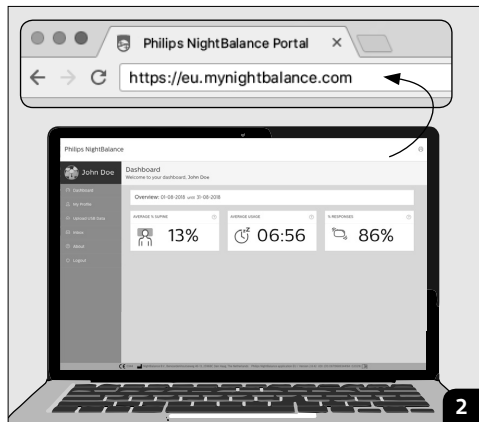 Philips NightBalance Portal
https://eu.mynightbalance.com
Philips NightBalance
John Doe
Dashboard
Welcome to your dashboard, John Doe
Dashboard
My Profile
Upload USB Data
About
Logout
Overview: 01-08-2018 until 31-08-2018
AVERAGE % SUPINE
13%
AVERAGE USAGE
06:56
% RESPONSES
86%
2